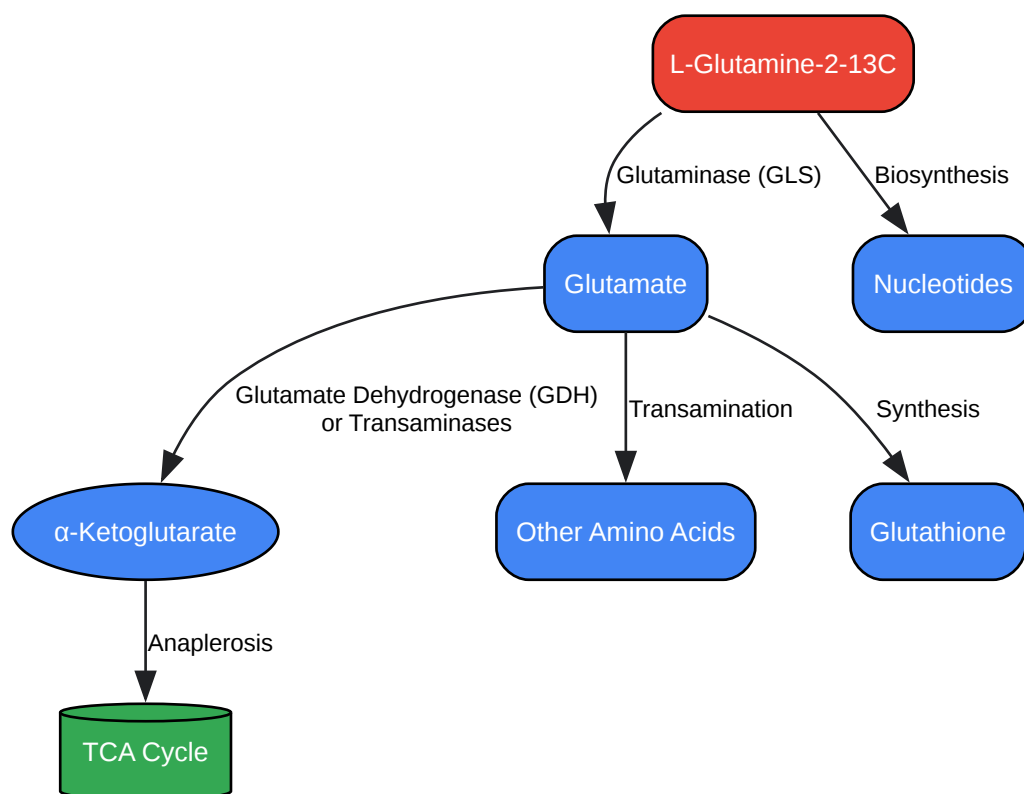 L-Glutamine-2-13C
Glutaminase (GLS)
Biosynthesis
Glutamate
Nucleotides
Glutamate Dehydrogenase (GDH)
or Transaminases
Transamination
Synthesis
α-Ketoglutarate
Other Amino Acids
Glutathione
Anaplerosis
TCA Cycle